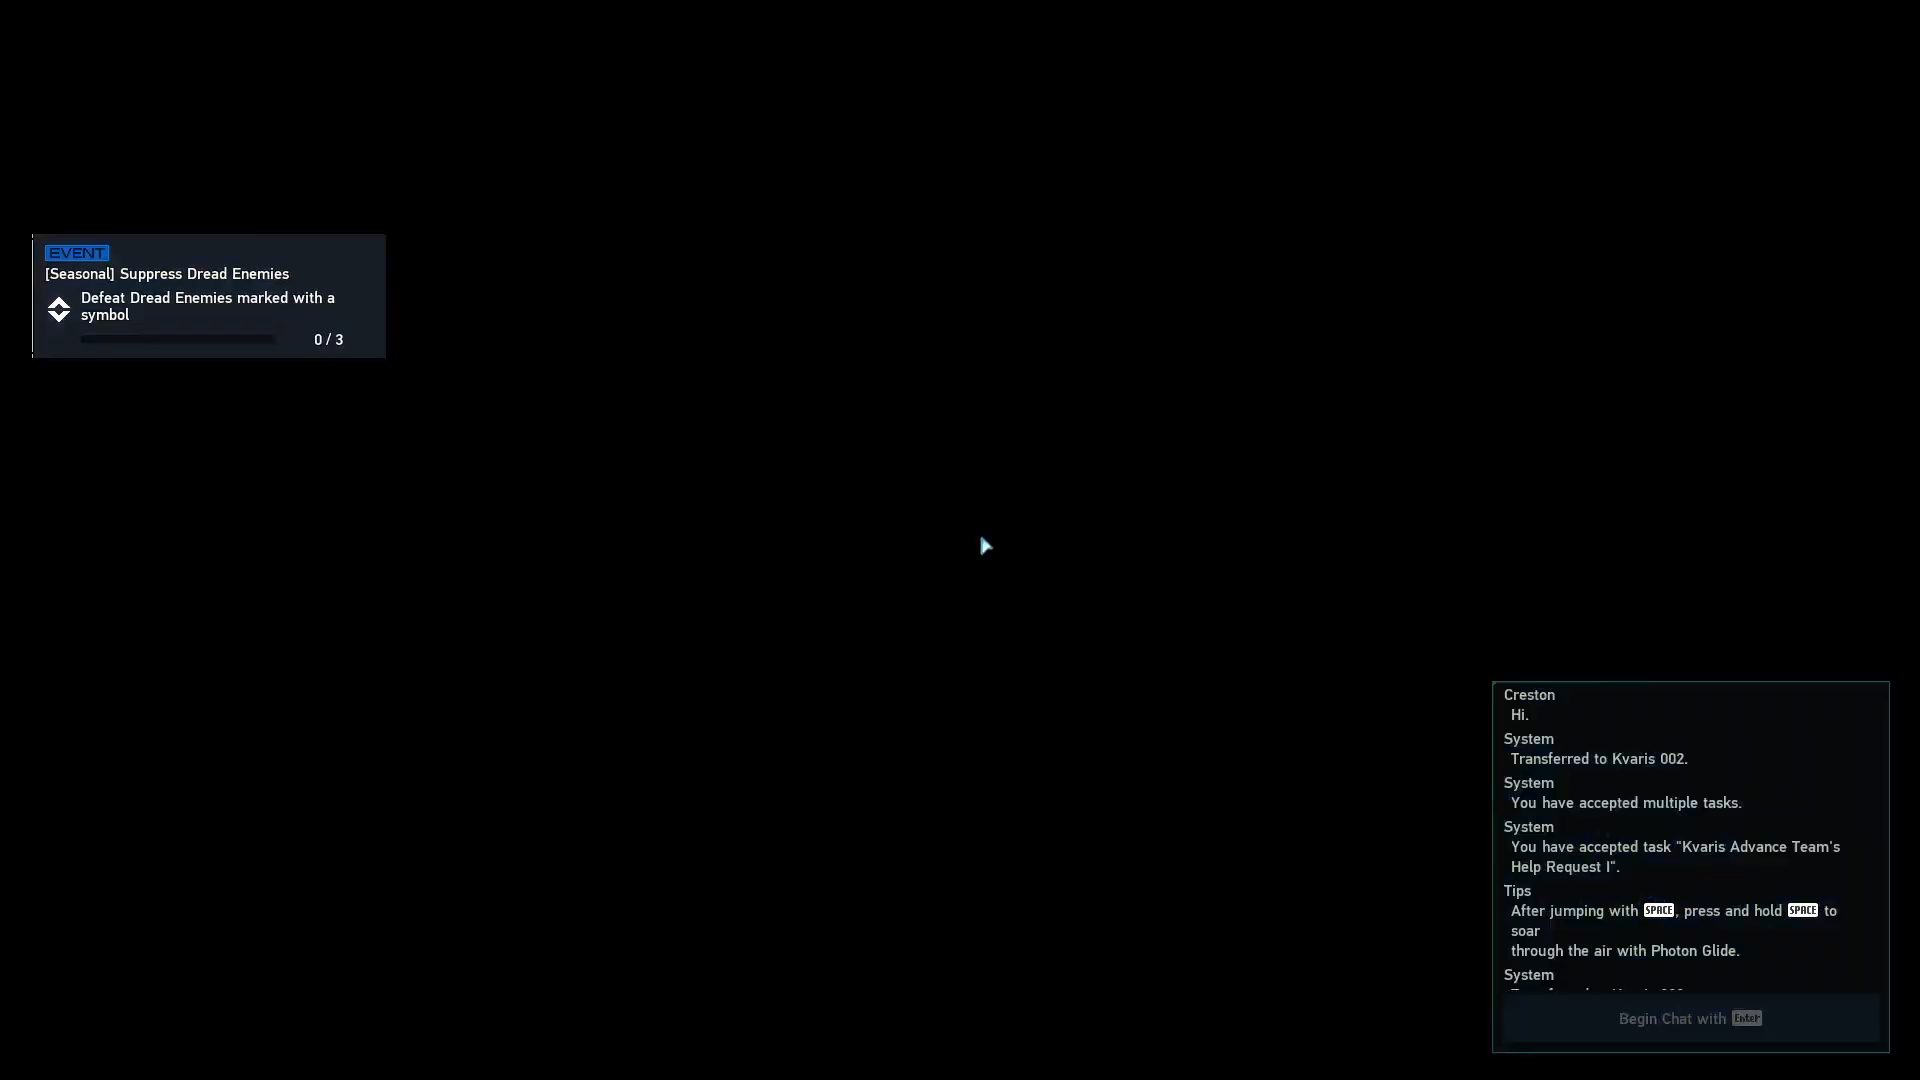 EVENT
[Seasonal] Suppress Dread Enemies
Defeat Dread Enemies marked with a
symbol
0 / 3
Creston
Hi.
System
Transferred to Kvaris 002.
System
You have accepted multiple tasks.
System
You have accepted task "Kvaris Advance Team's
Help Request I".
Tips
After jumping with SPACE, press and hold SPACE to
soar
through the air with Photon Glide.
System
Begin Chat with Enter